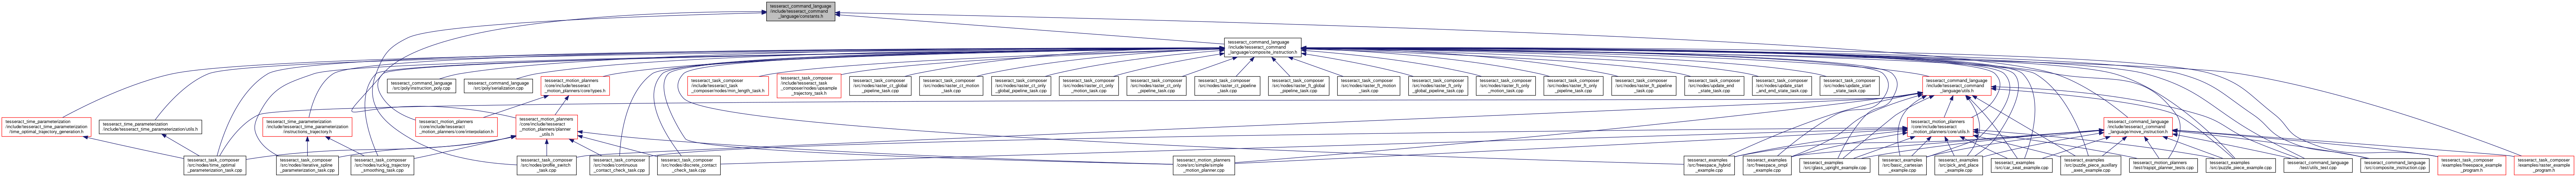 tesseract_command_language
/include/tesseract_command
_language/constants.h
tesseract_command_language
/include/tesseract_command
_language/composite_instruction.h
tesseract_command_language
/src/poly/instruction_poly.cpp
tesseract_command_language
/src/poly/serialization.cpp
tesseract_motion_planners
/core/include/tesseract
_motion_planners/core/types.h
tesseract_task_composer
/include/tesseract_task
_composer/nodes/min_length_task.h
tesseract_task_composer
/include/tesseract_task
_composer/nodes/upsample
_trajectory_task.h
tesseract_task_composer
/src/nodes/raster_ct_global
_pipeline_task.cpp
tesseract_task_composer
/src/nodes/raster_ct_motion
_task.cpp
tesseract_task_composer
/src/nodes/raster_ct_only
_global_pipeline_task.cpp
tesseract_task_composer
/src/nodes/raster_ct_only
_motion_task.cpp
tesseract_task_composer
/src/nodes/raster_ct_only
_pipeline_task.cpp
tesseract_task_composer
/src/nodes/raster_ct_pipeline
_task.cpp
tesseract_task_composer
/src/nodes/raster_ft_global
_pipeline_task.cpp
tesseract_task_composer
/src/nodes/raster_ft_motion
_task.cpp
tesseract_task_composer
/src/nodes/raster_ft_only
_global_pipeline_task.cpp
tesseract_task_composer
/src/nodes/raster_ft_only
_motion_task.cpp
tesseract_task_composer
/src/nodes/raster_ft_only
_pipeline_task.cpp
tesseract_task_composer
/src/nodes/raster_ft_pipeline
_task.cpp
tesseract_task_composer
/src/nodes/update_end
_state_task.cpp
tesseract_task_composer
/src/nodes/update_start
_and_end_state_task.cpp
tesseract_task_composer
/src/nodes/update_start
_state_task.cpp
tesseract_command_language
/include/tesseract_command
_language/utils.h
tesseract_time_parameterization
/include/tesseract_time_parameterization
/time_optimal_trajectory_generation.h
tesseract_time_parameterization
/include/tesseract_time_parameterization/utils.h
tesseract_time_parameterization
/include/tesseract_time_parameterization
/instructions_trajectory.h
tesseract_motion_planners
/core/include/tesseract
_motion_planners/core/interpolation.h
tesseract_motion_planners
/core/include/tesseract
_motion_planners/planner
_utils.h
tesseract_motion_planners
/core/include/tesseract
_motion_planners/core/utils.h
tesseract_command_language
/include/tesseract_command
_language/move_instruction.h
tesseract_task_composer
/src/nodes/time_optimal
_parameterization_task.cpp
tesseract_task_composer
/src/nodes/iterative_spline
_parameterization_task.cpp
tesseract_task_composer
/src/nodes/ruckig_trajectory
_smoothing_task.cpp
tesseract_task_composer
/src/nodes/profile_switch
_task.cpp
tesseract_task_composer
/src/nodes/continuous
_contact_check_task.cpp
tesseract_task_composer
/src/nodes/discrete_contact
_check_task.cpp
tesseract_motion_planners
/core/src/simple/simple
_motion_planner.cpp
tesseract_examples
/src/freespace_hybrid
_example.cpp
tesseract_examples
/src/freespace_ompl
_example.cpp
tesseract_examples
/src/glass_upright_example.cpp
tesseract_examples
/src/basic_cartesian
_example.cpp
tesseract_examples
/src/pick_and_place
_example.cpp
tesseract_examples
/src/car_seat_example.cpp
tesseract_examples
/src/puzzle_piece_auxillary
_axes_example.cpp
tesseract_motion_planners
/test/trajopt_planner_tests.cpp
tesseract_examples
/src/puzzle_piece_example.cpp
tesseract_command_language
/test/utils_test.cpp
tesseract_command_language
/src/composite_instruction.cpp
tesseract_task_composer
/examples/freespace_example
_program.h
tesseract_task_composer
/examples/raster_example
_program.h